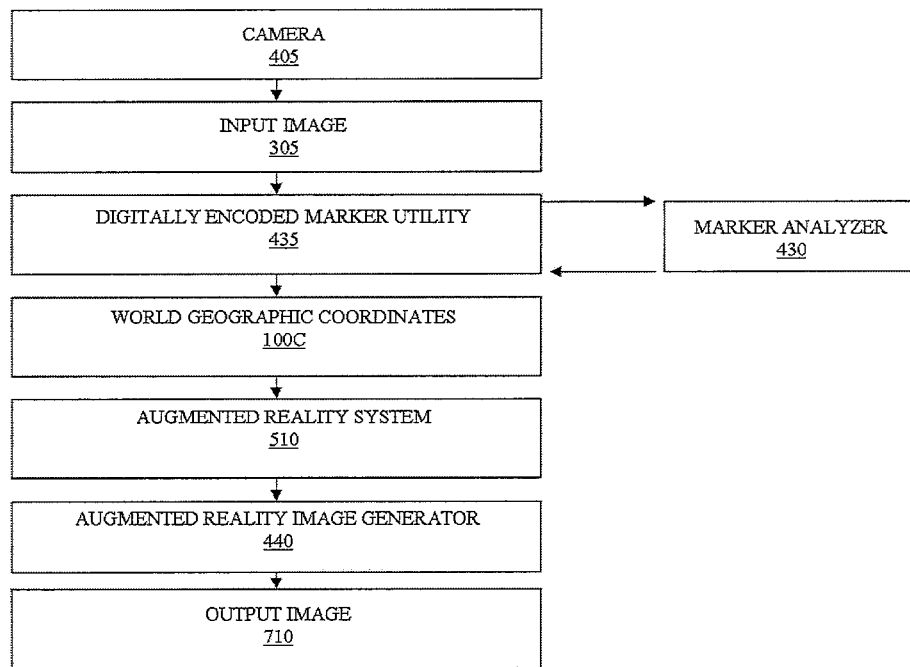 CAMERA
405
INPUT IMAGE
305
DIGITALLY ENCODED MARKER UTILITY
435
MARKER ANALYZER
430
WORLD GEOGRAPHIC COORDINATES
100C
AUGMENTED REALITY SYSTEM
510
AUGMENTED REALITY IMAGE GENERATOR
440
OUTPUT IMAGE
710